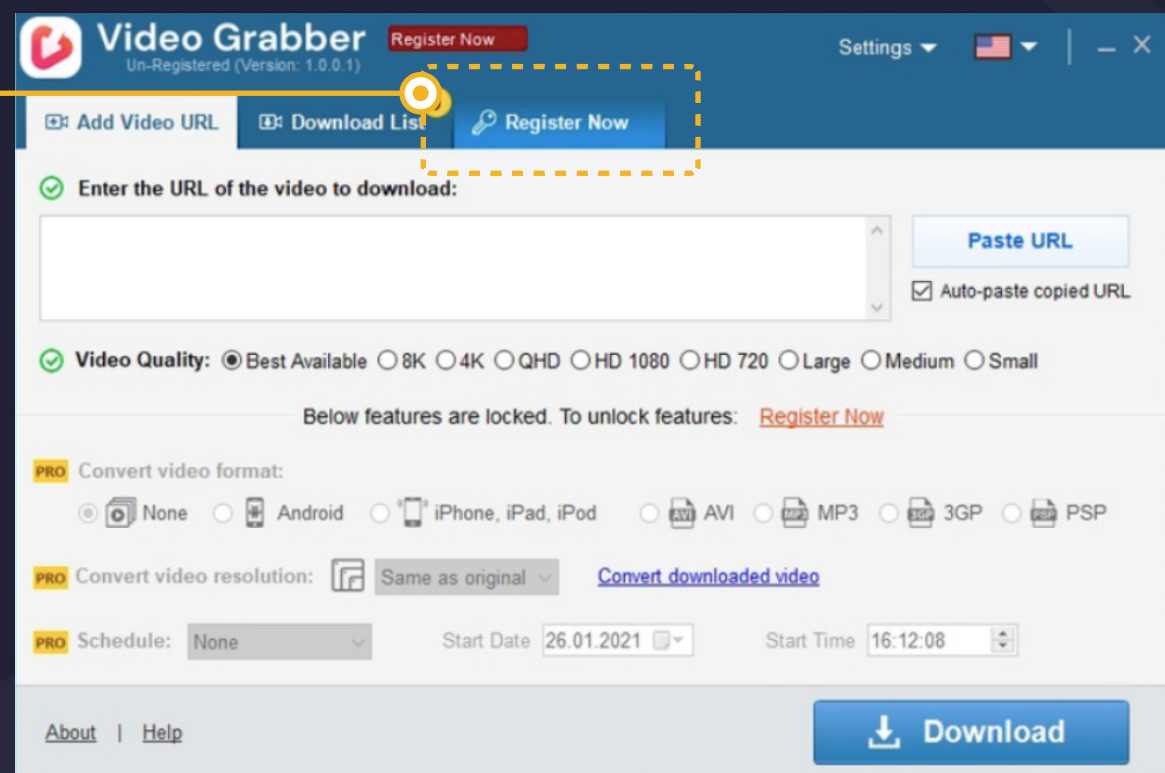 Video Grabber Register Now
Un-Registered (Version: 1.0.0.1)
Settings
Add Video URL Download List Register Now
Enter the URL of the video to download:
Paste URL
Auto-paste copied URL
Video Quality: Best Available 8K 4K QHD HD 1080 HD 720 Large Medium Small
Below features are locked. To unlock features: Register Now
PRO Convert video format:
None Android iPhone, iPad, iPod AVI AVI MP3 MP3 3GP 3GP PSP PSP
PRO Convert video resolution: Same as original Convert downloaded video
PRO Schedule: None Start Date 26.01.2021 Start Time 16:12:08
About | Help
Download